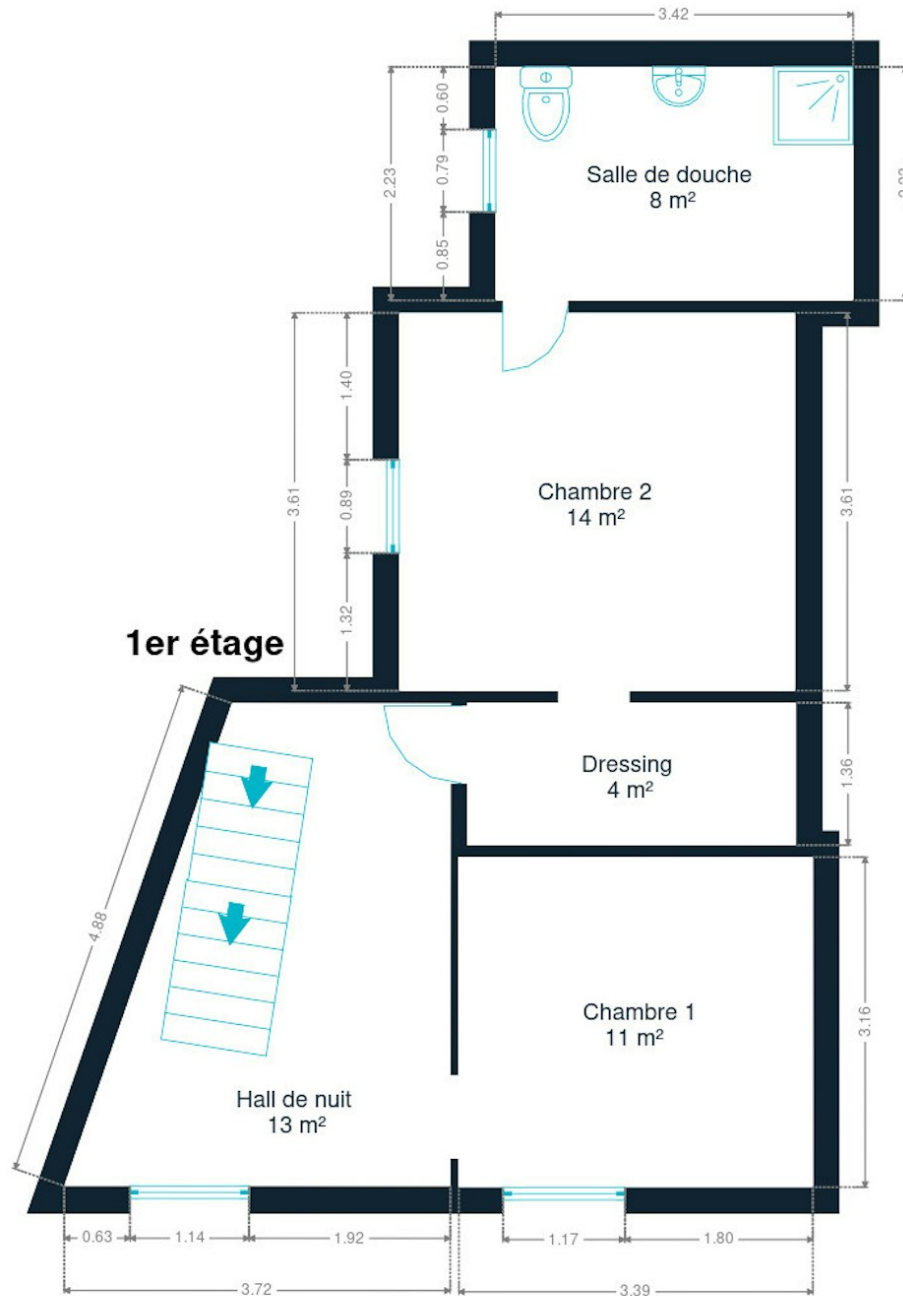 3.42
0.60
2.23
0.79
Salle de douche
8 m²
0.85
1.40
3.61
0.89
Chambre 2
14 m²
3.61
1.32
1er étage
Dressing
4 m²
1.36
4.88
Chambre 1
11 m²
3.16
Hall de nuit
13 m²
0.63
1.14
1.92
1.17
1.80
3.72
3.39